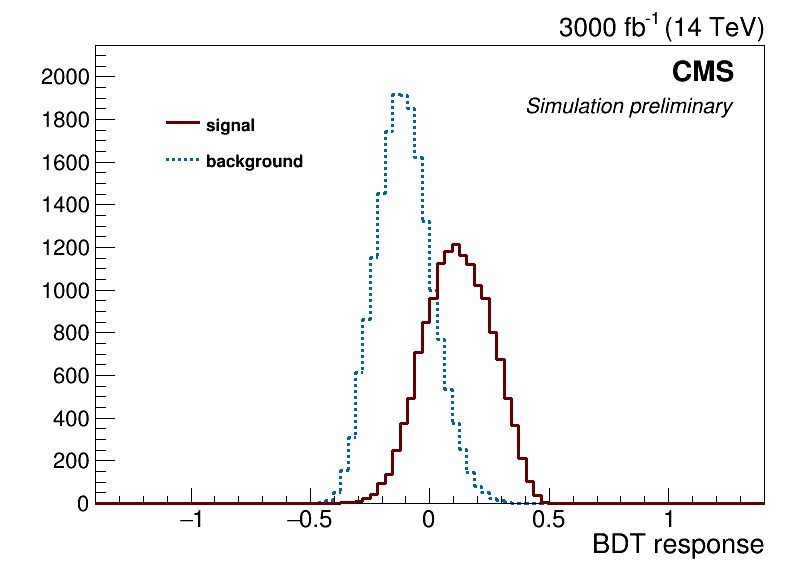 3000 fb⁻¹ (14 TeV)
CMS
Simulation preliminary
signal
background
2000
1800
1600
1400
1200
1000
800
600
400
200
0
−1 −0.5 0 0.5 1
BDT response